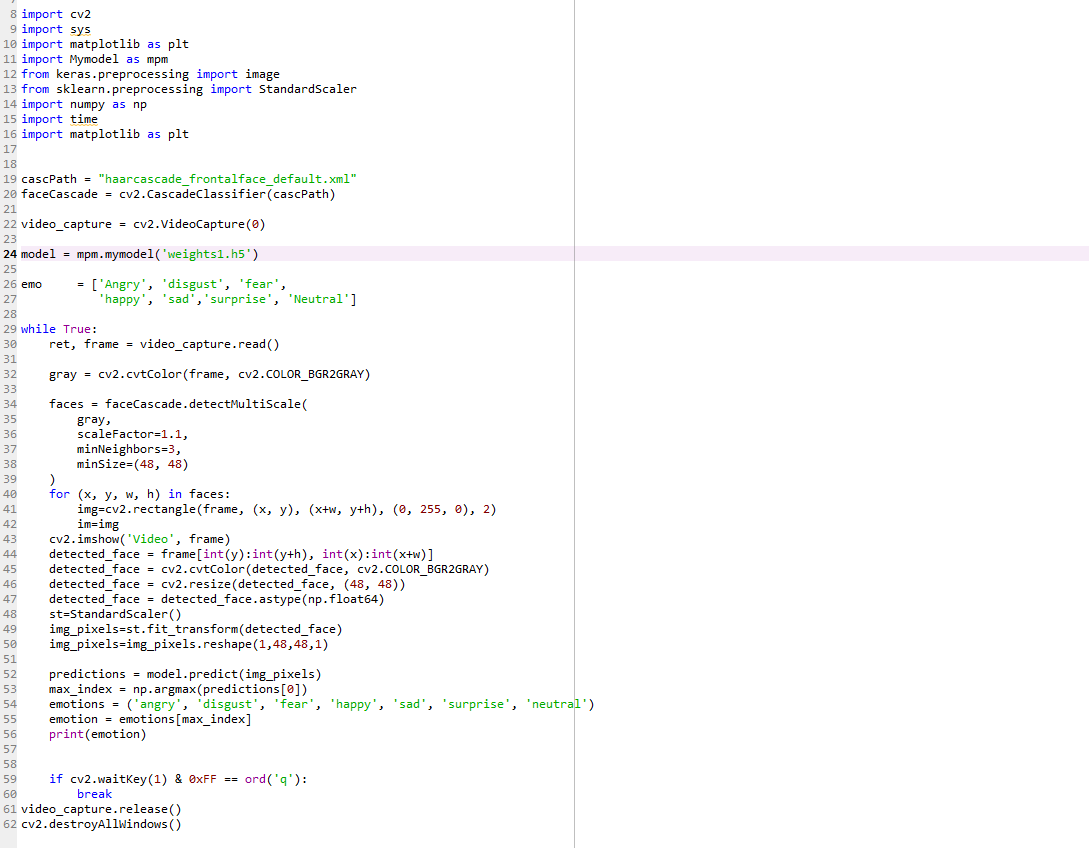 7
8 import cv2
9 import sys
10 import matplotlib as plt
11 import Mymodel as mpm
12 from keras.preprocessing import image
13 from sklearn.preprocessing import StandardScaler
14 import numpy as np
15 import time
16 import matplotlib as plt
17
18
19 cascPath = "haarcascade_frontalface_default.xml"
20 faceCascade = cv2.CascadeClassifier(cascPath)
21
22 video_capture = cv2.VideoCapture(0)
23
24 model = mpm.mymodel('weights1.h5')
25
26 emo     = ['Angry', 'disgust', 'fear',
27            'happy', 'sad','surprise', 'Neutral']
28
29 while True:
30     ret, frame = video_capture.read()
31
32     gray = cv2.cvtColor(frame, cv2.COLOR_BGR2GRAY)
33
34     faces = faceCascade.detectMultiScale(
35         gray,
36         scaleFactor=1.1,
37         minNeighbors=3,
38         minSize=(48, 48)
39     )
40     for (x, y, w, h) in faces:
41         img=cv2.rectangle(frame, (x, y), (x+w, y+h), (0, 255, 0), 2)
42         im=img
43     cv2.imshow('Video', frame)
44     detected_face = frame[int(y):int(y+h), int(x):int(x+w)]
45     detected_face = cv2.cvtColor(detected_face, cv2.COLOR_BGR2GRAY)
46     detected_face = cv2.resize(detected_face, (48, 48))
47     detected_face = detected_face.astype(np.float64)
48     st=StandardScaler()
49     img_pixels=st.fit_transform(detected_face)
50     img_pixels=img_pixels.reshape(1,48,48,1)
51
52     predictions = model.predict(img_pixels)
53     max_index = np.argmax(predictions[0])
54     emotions = ('angry', 'disgust', 'fear', 'happy', 'sad', 'surprise', 'neutral')
55     emotion = emotions[max_index]
56     print(emotion)
57
58
59     if cv2.waitKey(1) & 0xFF == ord('q'):
60         break
61 video_capture.release()
62 cv2.destroyAllWindows()